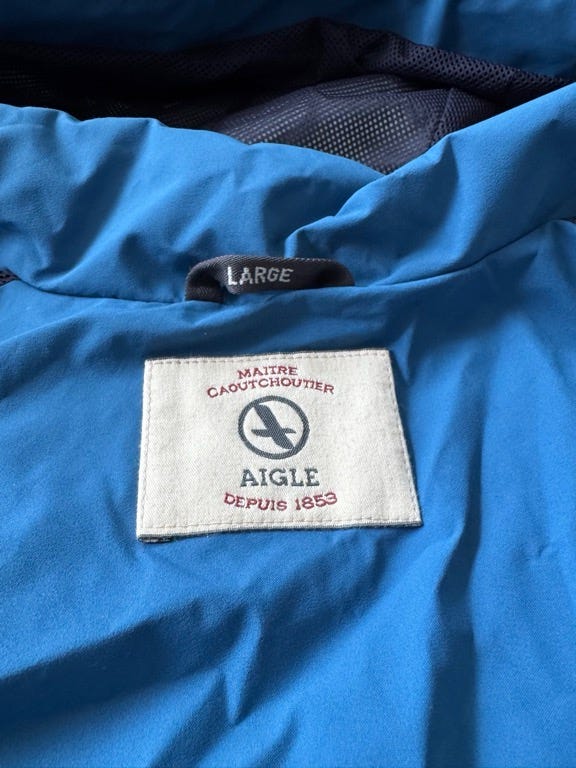 LARGE
MAITRE
CAOUTCHOUTIER
AIGLE
DEPUIS 1853